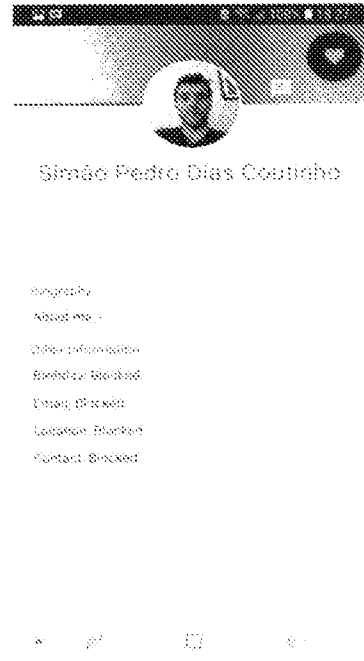 Simão Pedro Dias Coutinho
Biography
About me
Other Information
Birthday: Blocked
Email: Blocked
Location: Blocked
Contact: Blocked